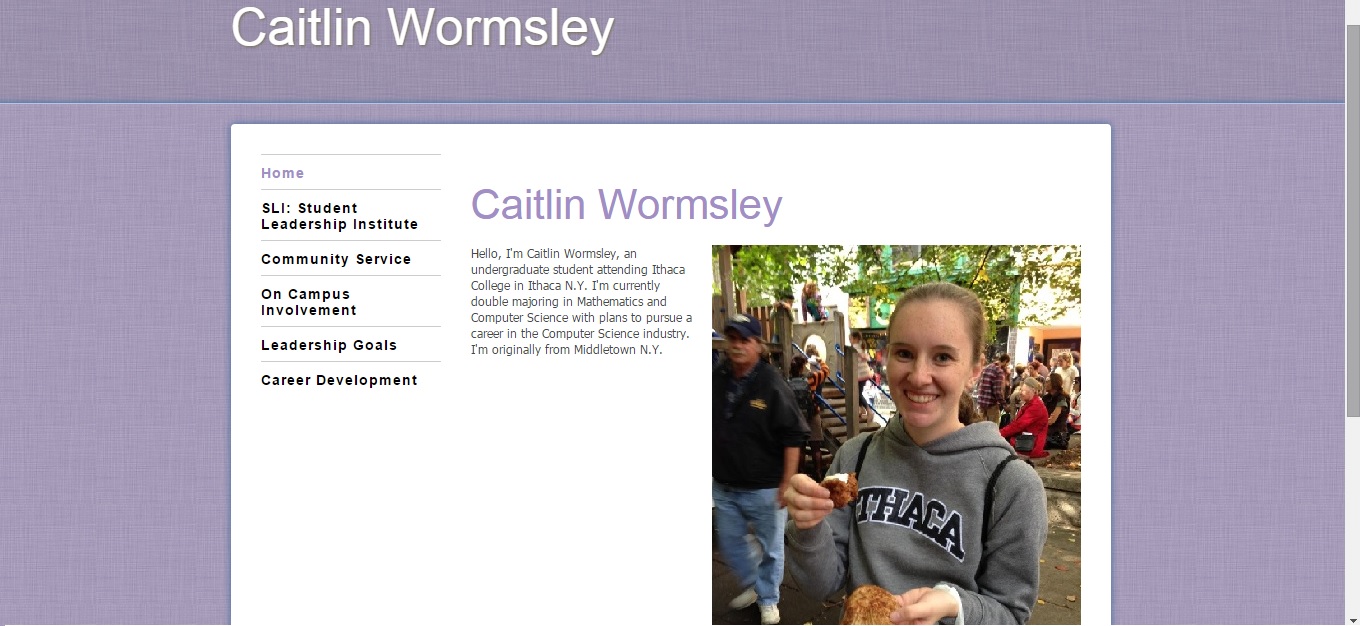 Caitlin Wormsley
Home
SLI: Student
Leadership Institute
Community Service
On Campus
Involvement
Leadership Goals
Career Development
Caitlin Wormsley
Hello, I'm Caitlin Wormsley, an
undergraduate student attending Ithaca
College in Ithaca N.Y. I'm currently
double majoring in Mathematics and
Computer Science with plans to pursue a
career in the Computer Science industry.
I'm originally from Middletown N.Y.
ITHACA